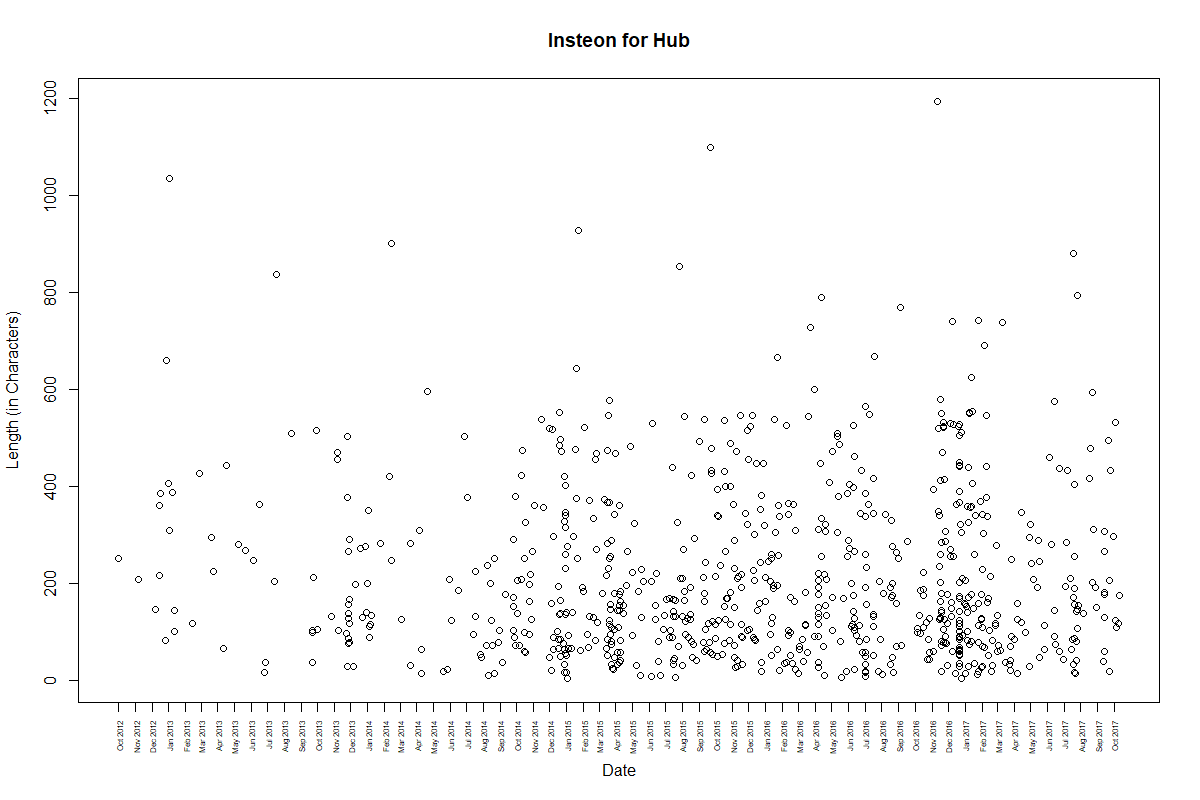 Insteon for Hub
Length (in Characters)
1200
1000
800
600
400
200
0
Oct 2012
Nov 2012
Dec 2012
Jan 2013
Feb 2013
Mar 2013
Apr 2013
May 2013
Jun 2013
Jul 2013
Aug 2013
Sep 2013
Oct 2013
Nov 2013
Dec 2013
Jan 2014
Feb 2014
Mar 2014
Apr 2014
May 2014
Jun 2014
Jul 2014
Aug 2014
Sep 2014
Oct 2014
Nov 2014
Dec 2014
Jan 2015
Feb 2015
Mar 2015
Apr 2015
May 2015
Jun 2015
Jul 2015
Aug 2015
Sep 2015
Oct 2015
Nov 2015
Dec 2015
Jan 2016
Feb 2016
Mar 2016
Apr 2016
May 2016
Jun 2016
Jul 2016
Aug 2016
Sep 2016
Oct 2016
Nov 2016
Dec 2016
Jan 2017
Feb 2017
Mar 2017
Apr 2017
May 2017
Jun 2017
Jul 2017
Aug 2017
Sep 2017
Oct 2017
Date